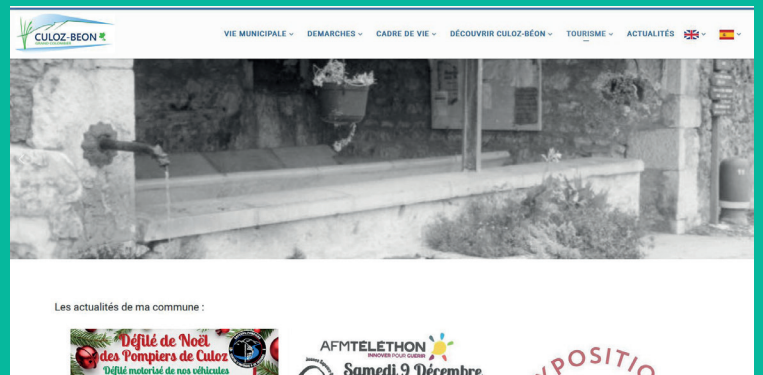 CULOZ-BEON
VIE MUNICIPALE
DEMARCHES
CADRE DE VIE
DÉCOUVRIR CULOZ-BÉON
TOURISME
ACTUALITÉS
Les actualités de ma commune :
Défilé de Noël
des Pompiers de Culoz
Défilé motorisé de nos véhicules
AFMTÉLÉTHON
INNOVER POUR GUÉRIR
Samedi 9 Décembre